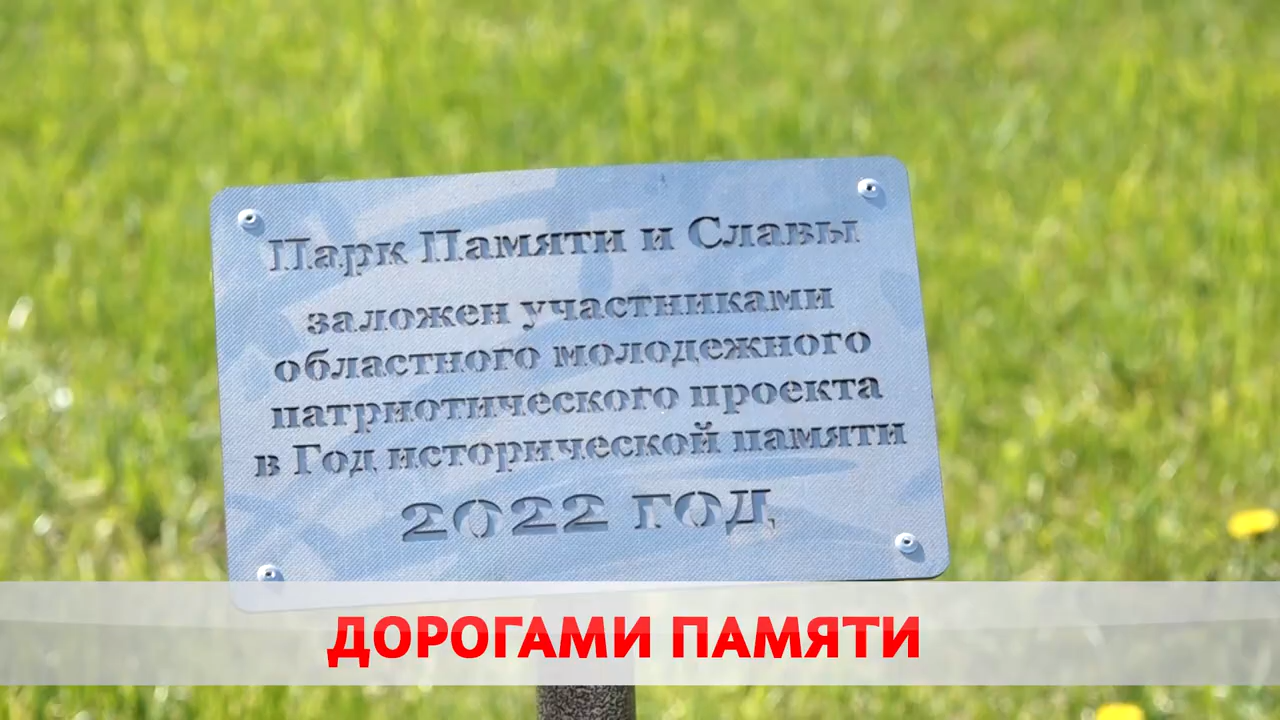 Парк Памяти и Славы
заложен участниками
областного молодежного
патриотического проекта
в Год исторической памяти
2022 год
ДОРОГАМИ ПАМЯТИ